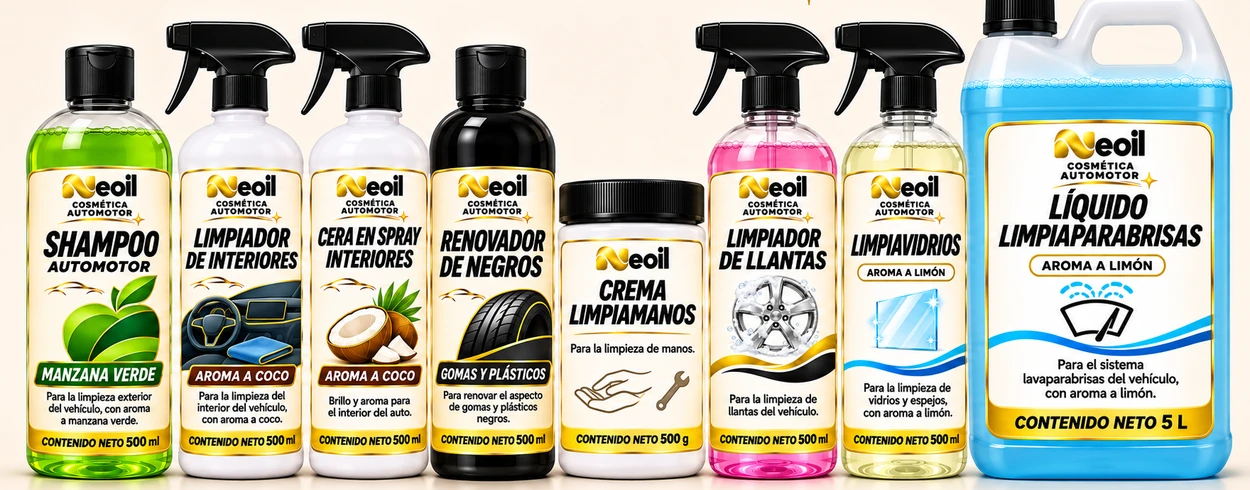 Neoil
COSMÉTICA
AUTOMOTOR
SHAMPOO
AUTOMOTOR
MANZANA VERDE
Para la limpieza exterior
del vehículo, con aroma
a manzana verde.
CONTENIDO NETO 500 ml
Neoil
COSMÉTICA
AUTOMOTOR
LIMPIADOR
DE INTERIORES
AROMA A COCO
Para la limpieza del
interior del vehículo,
con aroma a coco.
CONTENIDO NETO 500 ml
Neoil
COSMÉTICA
AUTOMOTOR
CERA EN SPRAY
INTERIORES
AROMA A COCO
Brillo y aroma para
el interior del auto.
CONTENIDO NETO 500 ml
Neoil
COSMÉTICA
AUTOMOTOR
RENOVADOR
DE NEGROS
GOMAS Y PLÁSTICOS
Para renovar el aspecto
de gomas y plásticos
negros.
CONTENIDO NETO 500 ml
Neoil
CREMA
LIMPIAMANOS
Para la limpieza de manos.
CONTENIDO NETO 500 g
Neoil
COSMÉTICA
AUTOMOTOR
LIMPIADOR
DE LLANTAS
Para la limpieza de
llantas del vehículo.
CONTENIDO NETO 500 ml
Neoil
COSMÉTICA
AUTOMOTOR
LIMPIAVIDRIOS
AROMA A LIMÓN
Para la limpieza de
vidrios y espejos,
con aroma a limón.
CONTENIDO NETO 500 ml
Neoil
COSMÉTICA
AUTOMOTOR
LÍQUIDO
LIMPIAPARABRISAS
AROMA A LIMÓN
Para el sistema
lavaparabrisas del vehículo,
con aroma a limón.
CONTENIDO NETO 5 L